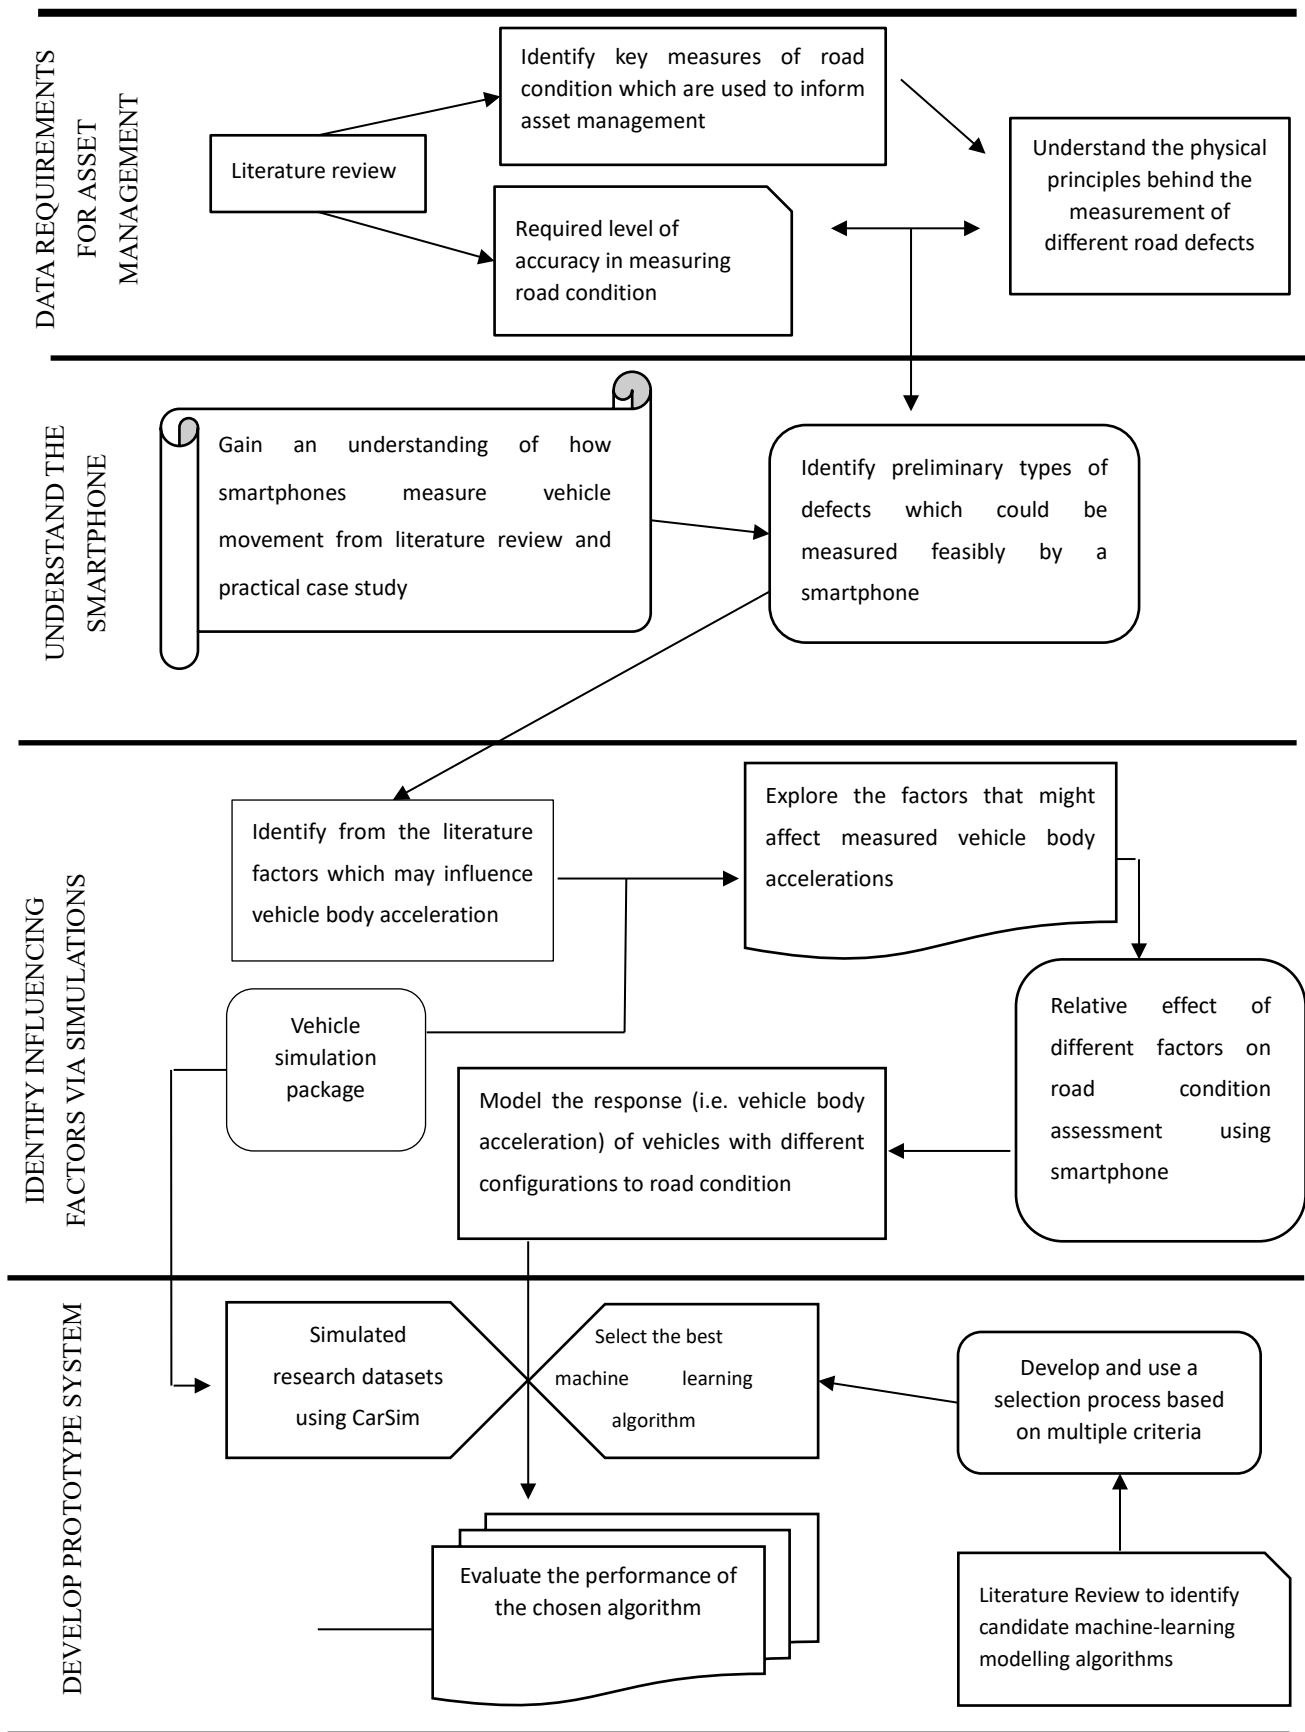 DATA REQUIREMENTS
FOR ASSET
MANAGEMENT
Literature review
Identify key measures of road
condition which are used to inform
asset management
Required level of
accuracy in measuring
road condition
Understand the physical
principles behind the
measurement of
different road defects
UNDERSTAND THE
SMARTPHONE
Gain an understanding of how
smartphones measure vehicle
movement from literature review and
practical case study
Identify preliminary types of
defects which could be
measured feasibly by a
smartphone
IDENTIFY INFLUENCING
FACTORS VIA SIMULATIONS
Identify from the literature
factors which may influence
vehicle body acceleration
Explore the factors that might
affect measured vehicle body
accelerations
Vehicle
simulation
package
Relative effect of
different factors on
road condition
assessment using
smartphone
Model the response (i.e. vehicle body
acceleration) of vehicles with different
configurations to road condition
DEVELOP PROTOTYPE SYSTEM
Simulated
research datasets
using CarSim
Select the best
machine learning
algorithm
Develop and use a
selection process based
on multiple criteria
Evaluate the performance of
the chosen algorithm
Literature Review to identify
candidate machine-learning
modelling algorithms